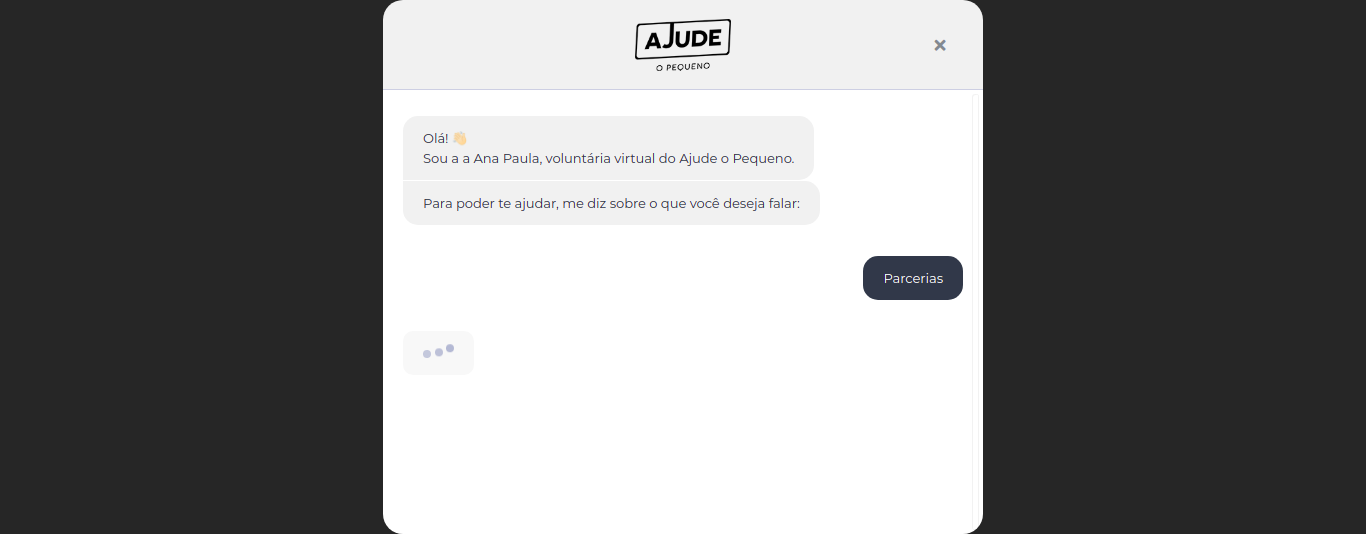 AJUDE
O PEQUENO
Olá! 👋🏼
Sou a a Ana Paula, voluntária virtual do Ajude o Pequeno.
Para poder te ajudar, me diz sobre o que você deseja falar:
Parcerias